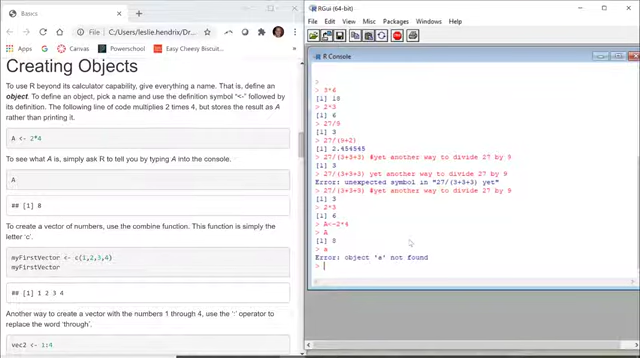 Basics
leslie.hendrix/Dr...
Apps
Canvas
Powerschool
Easy Cheesy Biscuit...
Creating Objects
To use R beyond its calculator capability, give everything a name. That is, define an
object. To define an object, pick a name and use the definition symbol "<-" followed by
its definition. The following line of code multiplies 2 times 4, but stores the result as A
rather than printing it.
A <- 2*4
To see what A is, simply ask R to tell you by typing A into the console.
A
## [1] 8
To create a vector of numbers, use the combine function. This function is simply the
letter 'c'.
myFirstVector <- c(1,2,3,4)
myFirstVector
## [1] 1 2 3 4
Another way to create a vector with the numbers 1 through 4, use the ':' operator to
replace the word 'through'.
vec2 <- 1:4
RGui (64-bit)
File Edit View Misc Packages Windows Help
R Console
>
> 3*6
[1] 18
> 2*3
[1] 6
> 27/9
[1] 3
> 27/(9+2)
[1] 2.454545
> 27/(3+3+3) #yet another way to divide 27 by 9
[1] 3
> 27/(3+3+3) yet another way to divide 27 by 9
Error: unexpected symbol in "27/(3+3+3) yet"
> 27/(3+3+3) #yet another way to divide 27 by 9
[1] 3
> 2*3
[1] 6
> A<-2*4
> A
[1] 8
> a
Error: object 'a' not found
>